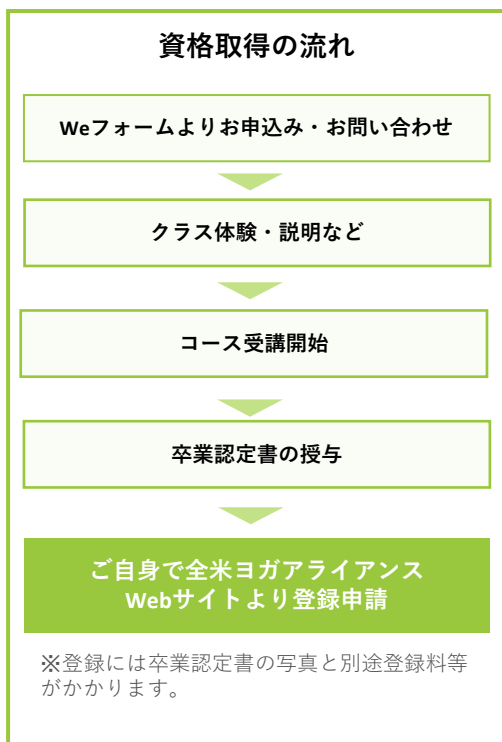 資格取得の流れ
Weフォームよりお申込み・お問い合わせ
クラス体験・説明など
コース受講開始
卒業認定書の授与
ご自身で全米ヨガアライアンス
Webサイトより登録申請
※登録には卒業認定書の写真と別途登録料等
がかかります。